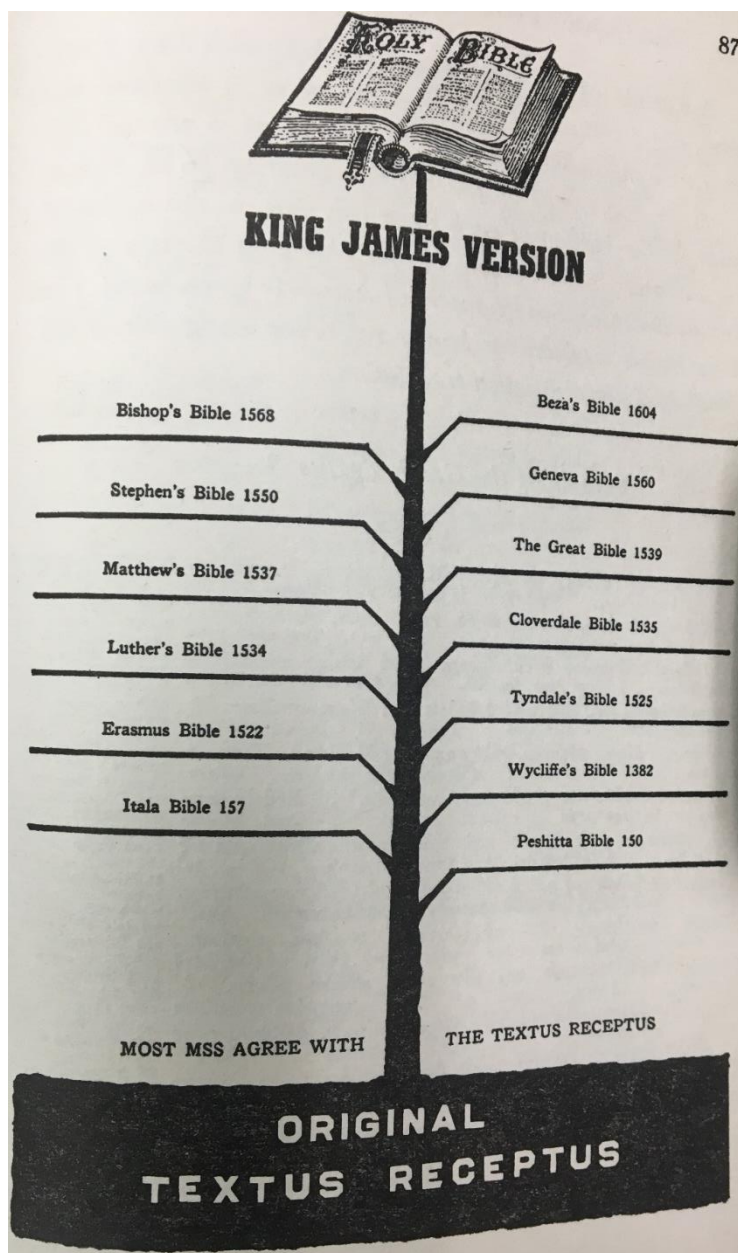 87
HOLY BIBLE
KING JAMES VERSION
Bishop's Bible 1568
Beza's Bible 1604
Stephen's Bible 1550
Geneva Bible 1560
Matthew's Bible 1537
The Great Bible 1539
Luther's Bible 1534
Cloverdale Bible 1535
Erasmus Bible 1522
Tyndale's Bible 1525
Itala Bible 157
Wycliffe's Bible 1382
Peshitta Bible 150
MOST MSS AGREE WITH THE TEXTUS RECEPTUS
ORIGINAL
TEXTUS RECEPTUS